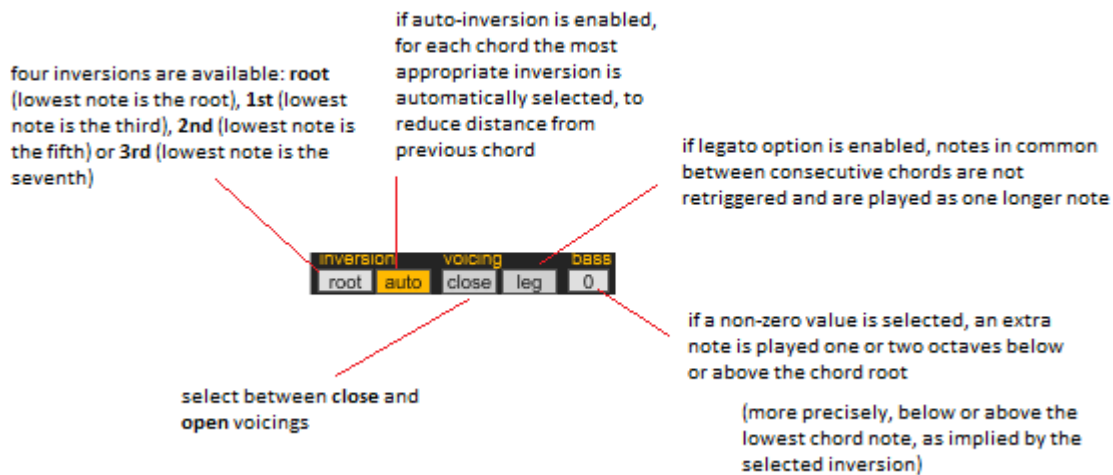 if auto-inversion is enabled,
for each chord the most
appropriate inversion is
automatically selected, to
reduce distance from
previous chord
four inversions are available: root
(lowest note is the root), 1st (lowest
note is the third), 2nd (lowest note is
the fifth) or 3rd (lowest note is the
seventh)
if legato option is enabled, notes in common
between consecutive chords are not
retriggered and are played as one longer note
inversion voicing bass
root auto close leg 0
if a non-zero value is selected, an extra
note is played one or two octaves below
or above the chord root
select between close and
open voicings
(more precisely, below or above the
lowest chord note, as implied by the
selected inversion)